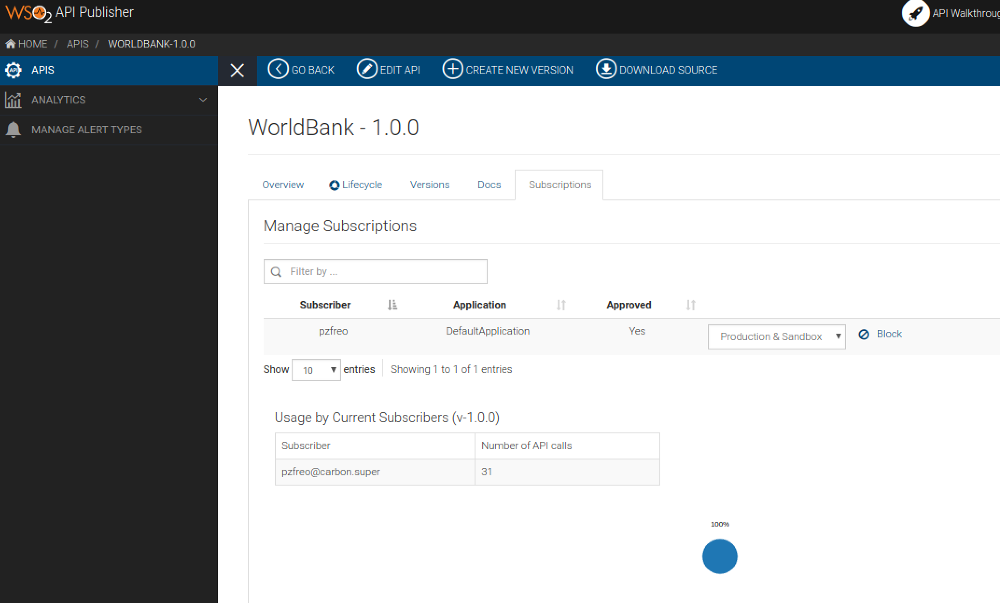 WSO2 API Publisher
API Walkthroug
HOME / APIS / WORLDBANK-1.0.0
APIS
GO BACK EDIT API CREATE NEW VERSION DOWNLOAD SOURCE
ANALYTICS
MANAGE ALERT TYPES
WorldBank - 1.0.0
Overview Lifecycle Versions Docs Subscriptions
Manage Subscriptions
Filter by ...
Subscriber Application Approved
pzfreo DefaultApplication Yes Production & Sandbox Block
Show 10 entries Showing 1 to 1 of 1 entries
Usage by Current Subscribers (v-1.0.0)
Subscriber Number of API calls
pzfreo@carbon.super 31
100%